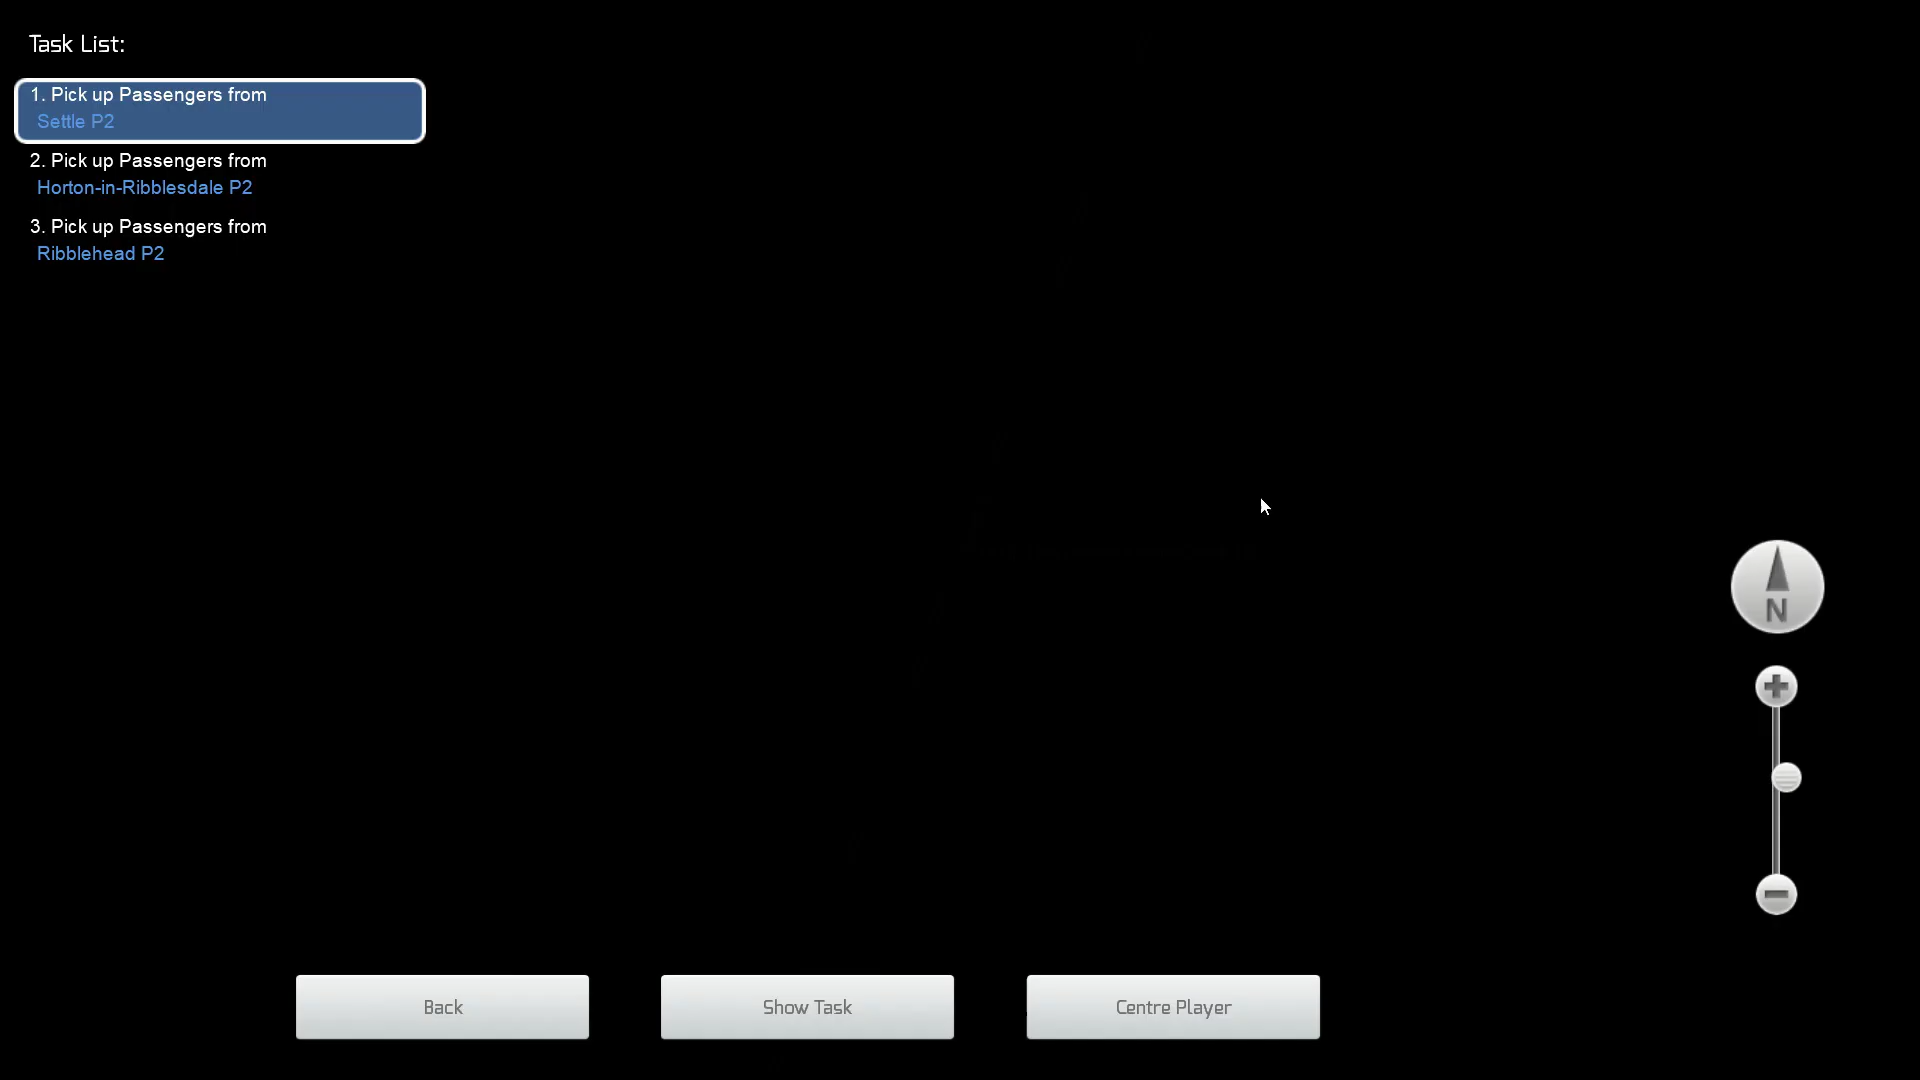 Task List:
1. Pick up Passengers from
Settle P2
2. Pick up Passengers from
Horton-in-Ribblesdale P2
3. Pick up Passengers from
Ribblehead P2
N
Back
Show Task
Centre Player